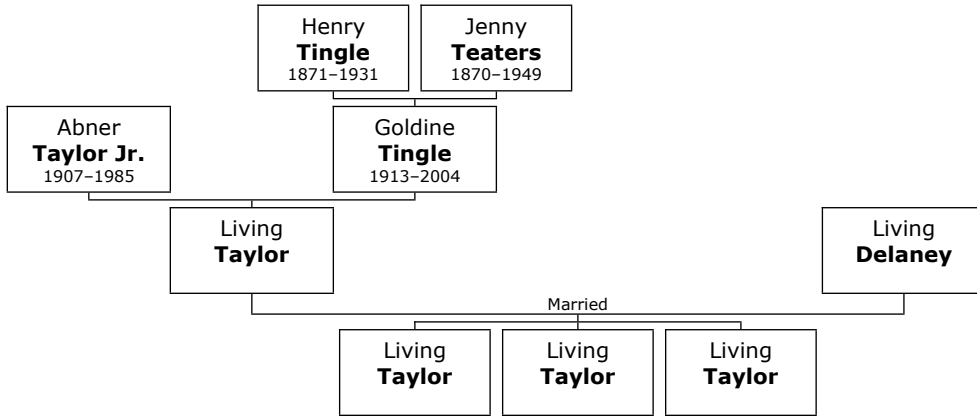 Henry
Tingle
1871–1931
Jenny
Teaters
1870–1949
Abner
Taylor Jr.
1907–1985
Goldine
Tingle
1913–2004
Living
Taylor
Living
Delaney
Married
Living
Taylor
Living
Taylor
Living
Taylor